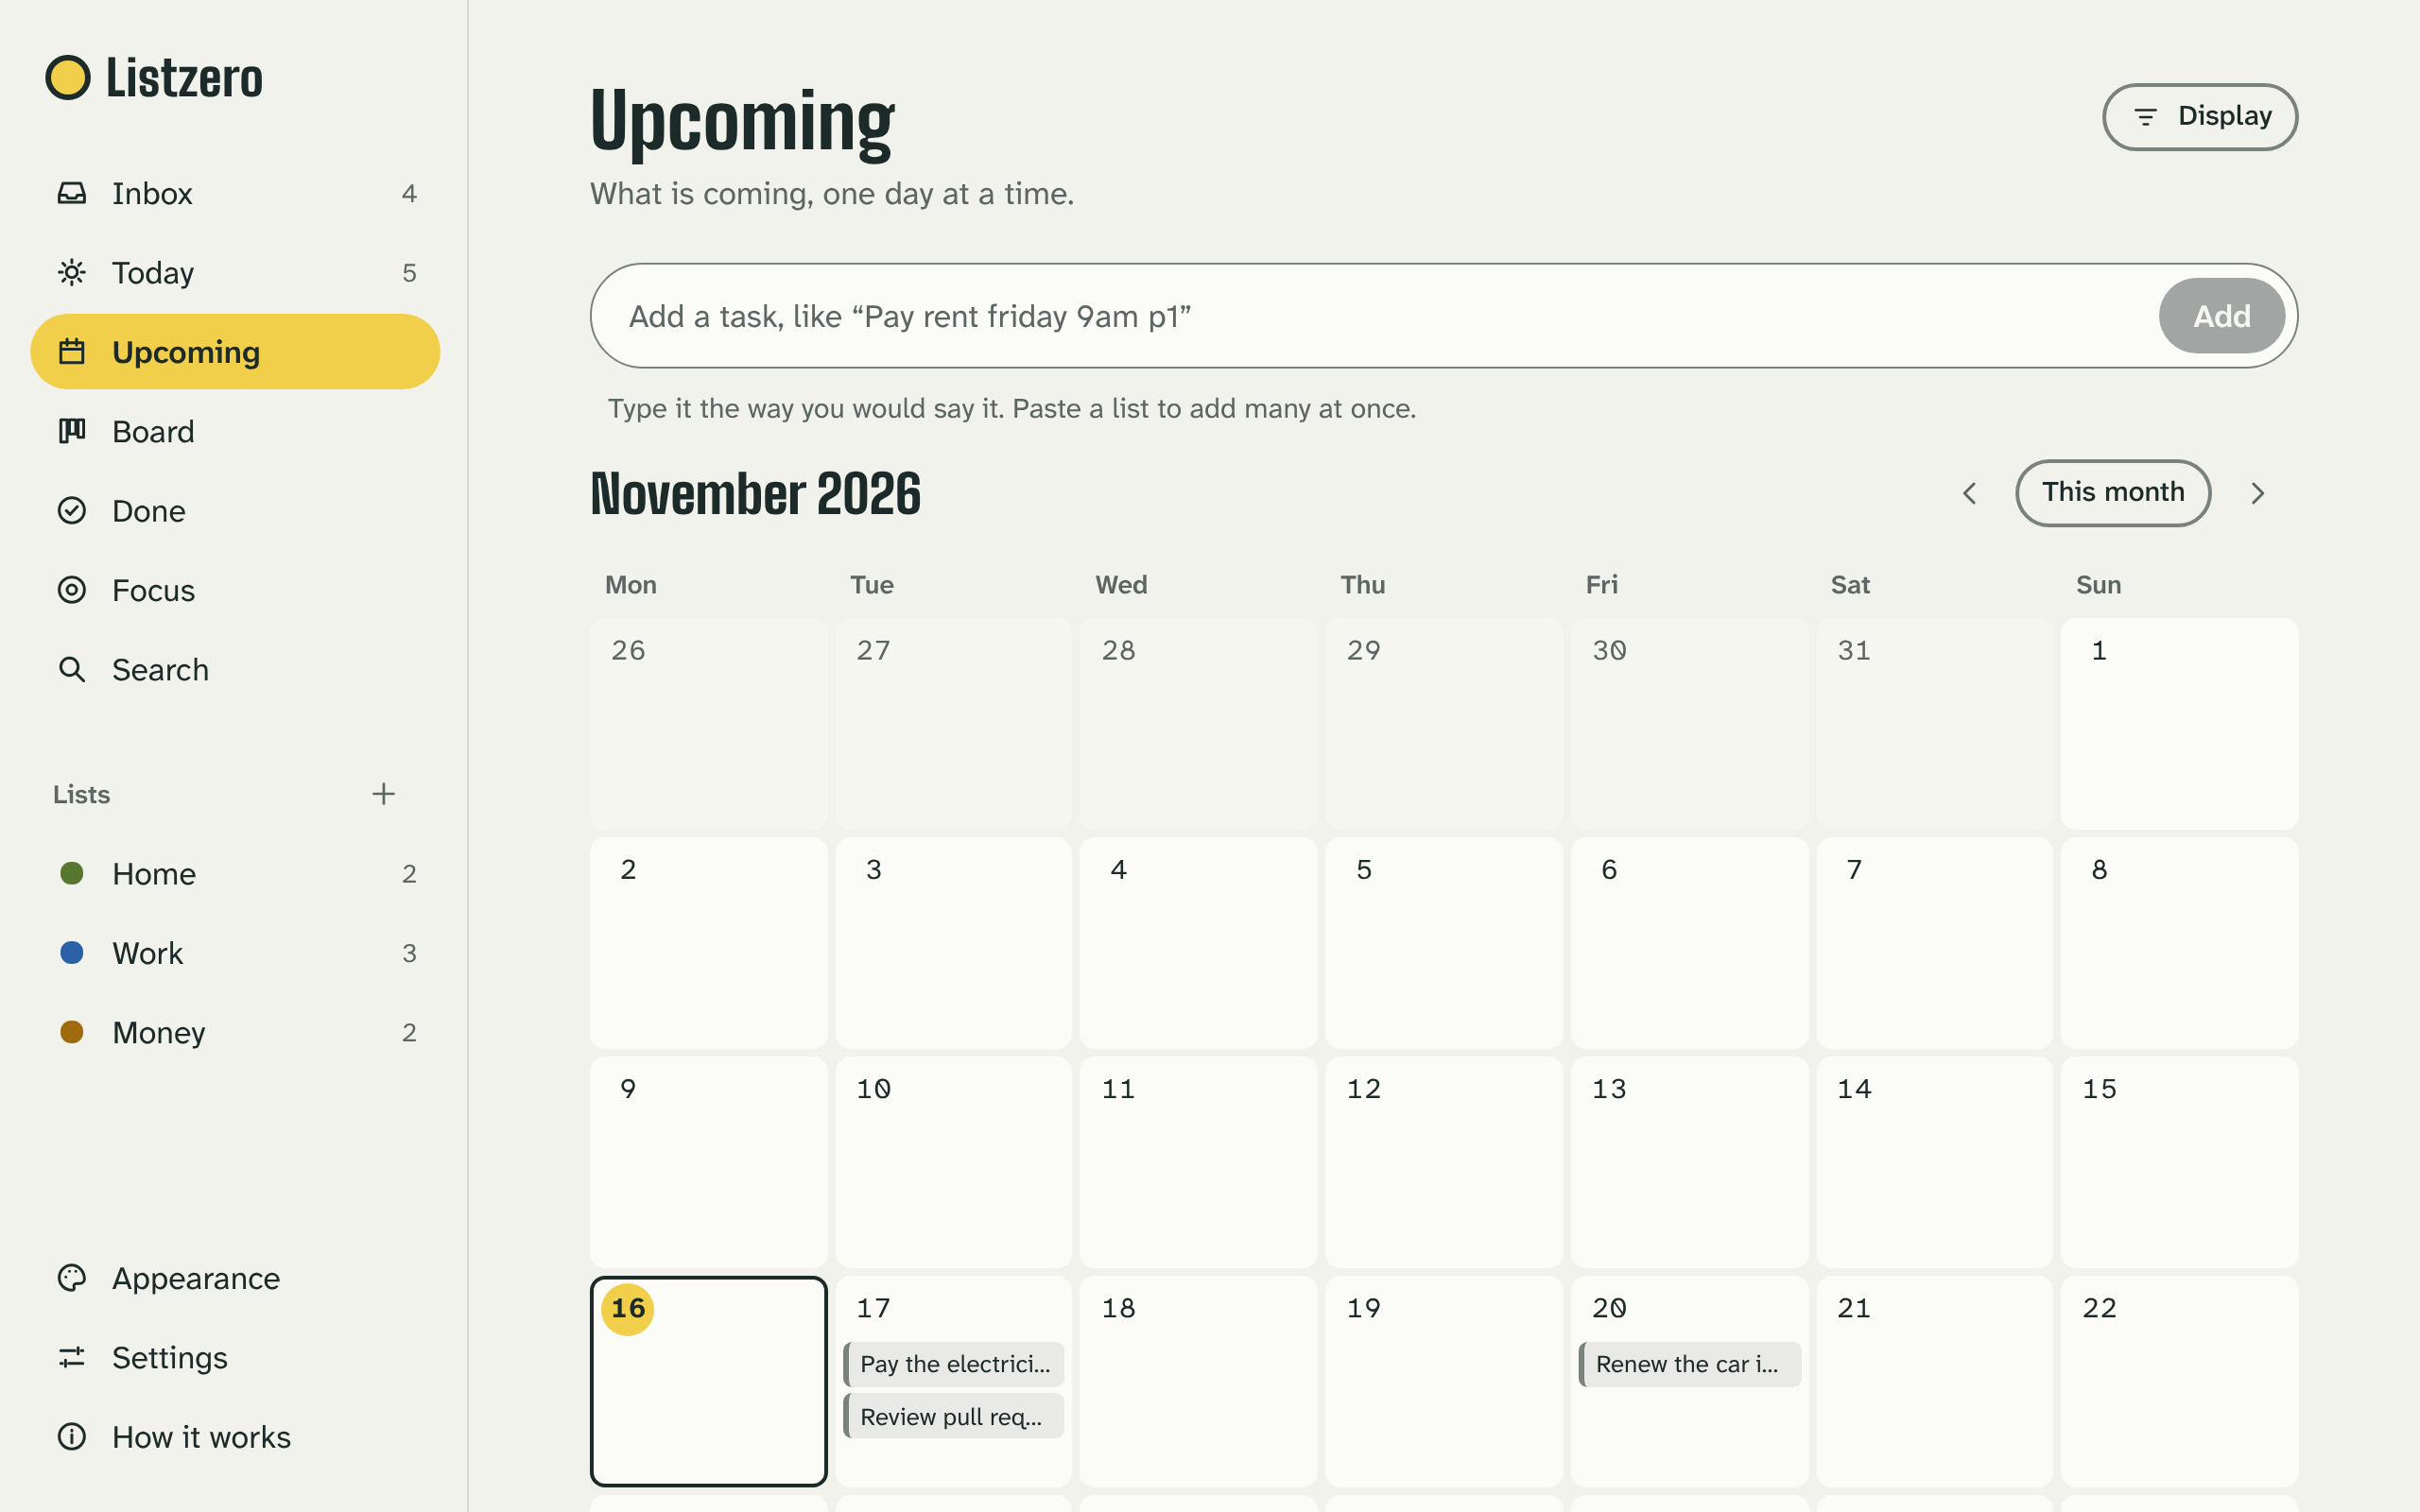 Listzero
Inbox 4
Today 5
Upcoming
Board
Done
Focus
Search
Lists
Home 2
Work 3
Money 2
Appearance
Settings
How it works
Upcoming
Display
What is coming, one day at a time.
Add a task, like “Pay rent friday 9am p1”
Add
Type it the way you would say it. Paste a list to add many at once.
November 2026
This month
Mon Tue Wed Thu Fri Sat Sun
26 27 28 29 30 31 1
2 3 4 5 6 7 8
9 10 11 12 13 14 15
16 17 18 19 20 21 22
Pay the electrici... Renew the car i...
Review pull req...